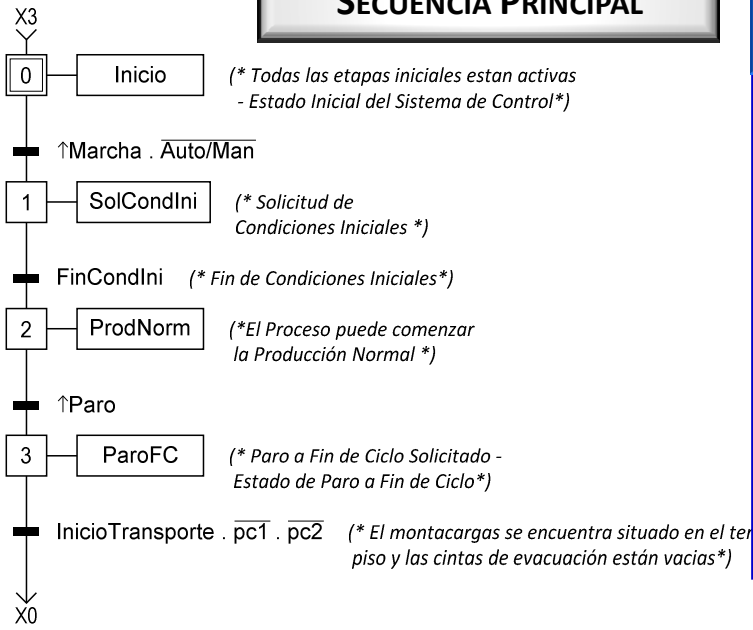 SECUENCIA PRINCIPAL
X3
0 Inicio (* Todas las etapas iniciales estan activas
- Estado Inicial del Sistema de Control*)
↑Marcha . Auto/Man
1 SolCondIni (* Solicitud de
Condiciones Iniciales *)
FinCondIni (* Fin de Condiciones Iniciales*)
2 ProdNorm (*El Proceso puede comenzar
la Producción Normal *)
↑Paro
3 ParoFC (* Paro a Fin de Ciclo Solicitado -
Estado de Paro a Fin de Ciclo*)
InicioTransporte . pc1 . pc2 (* El montacargas se encuentra situado en el
piso y las cintas de evacuación están vacias*)
X0